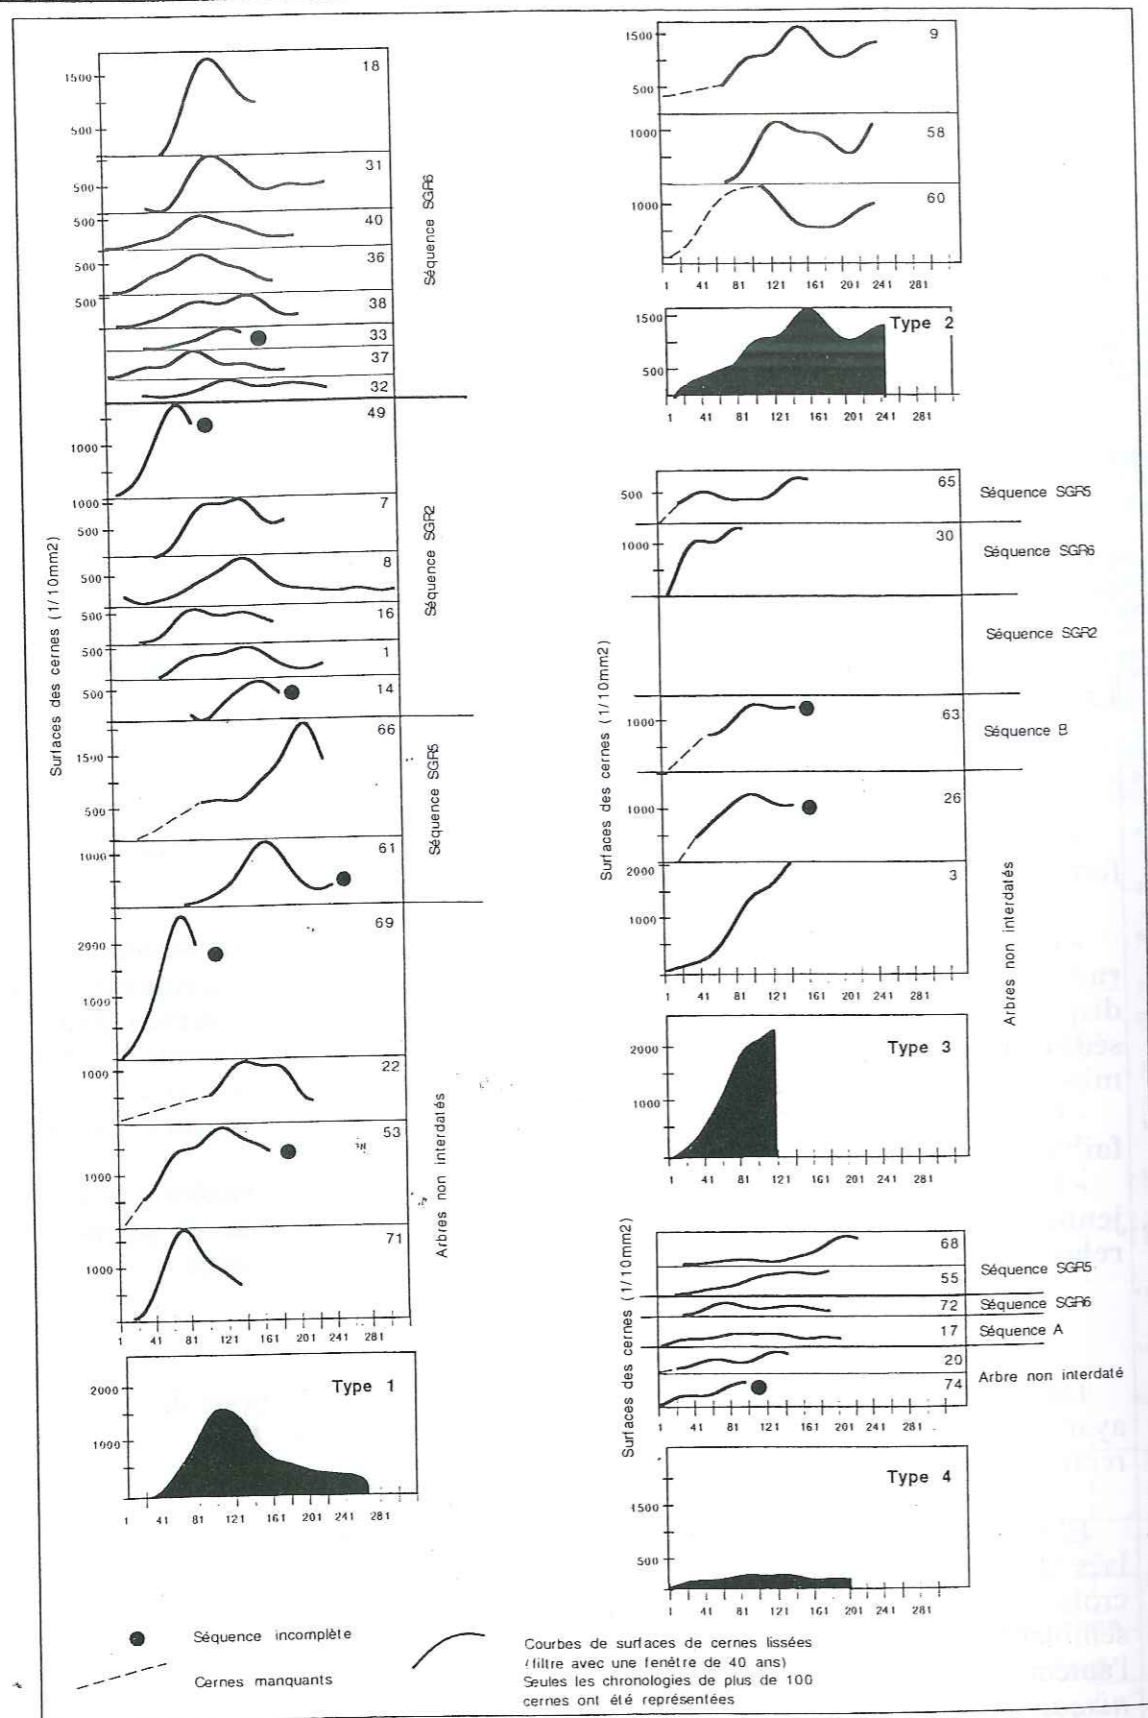 18
1500
500
31
500
40
500
36
500
38
500
33
37
32
Séquence SGR6
49
1000
7
1000
500
8
500
16
500
1
500
14
500
Séquence SGR2
66
1500
500
61
1000
Séquence SGR5
69
2000
1000
22
1000
53
1000
71
1000
Arbres non interdatés
Surfaces des cernes (1/10mm2)
1 41 81 121 161 201 241 281
Type 1
2000
1000
1 41 81 121 161 201 241 281
9
1500
500
58
1000
60
1000
1 41 81 121 161 201 241 281
Type 2
1500
500
1 41 81 121 161 201 241 281
65
500
Séquence SGR5
30
1000
Séquence SGR6
Séquence SGR2
63
1000
Séquence B
26
1000
3
2000
1000
Arbres non interdatés
Surfaces des cernes (1/10mm2)
1 41 81 121 161 201 241 281
Type 3
2000
1000
1 41 81 121 161 201 241 281
68
55
Séquence SGR5
72
Séquence SGR6
17
Séquence A
20
74
Arbre non interdaté
Surfaces des cernes (1/10mm2)
1 41 81 121 161 201 241 281
Type 4
1500
500
1 41 81 121 161 201 241 281
Séquence incomplète
Cernes manquants
Courbes de surfaces de cernes lissées
(filtre avec une fenêtre de 40 ans)
Seules les chronologies de plus de 100
cernes ont été représentées